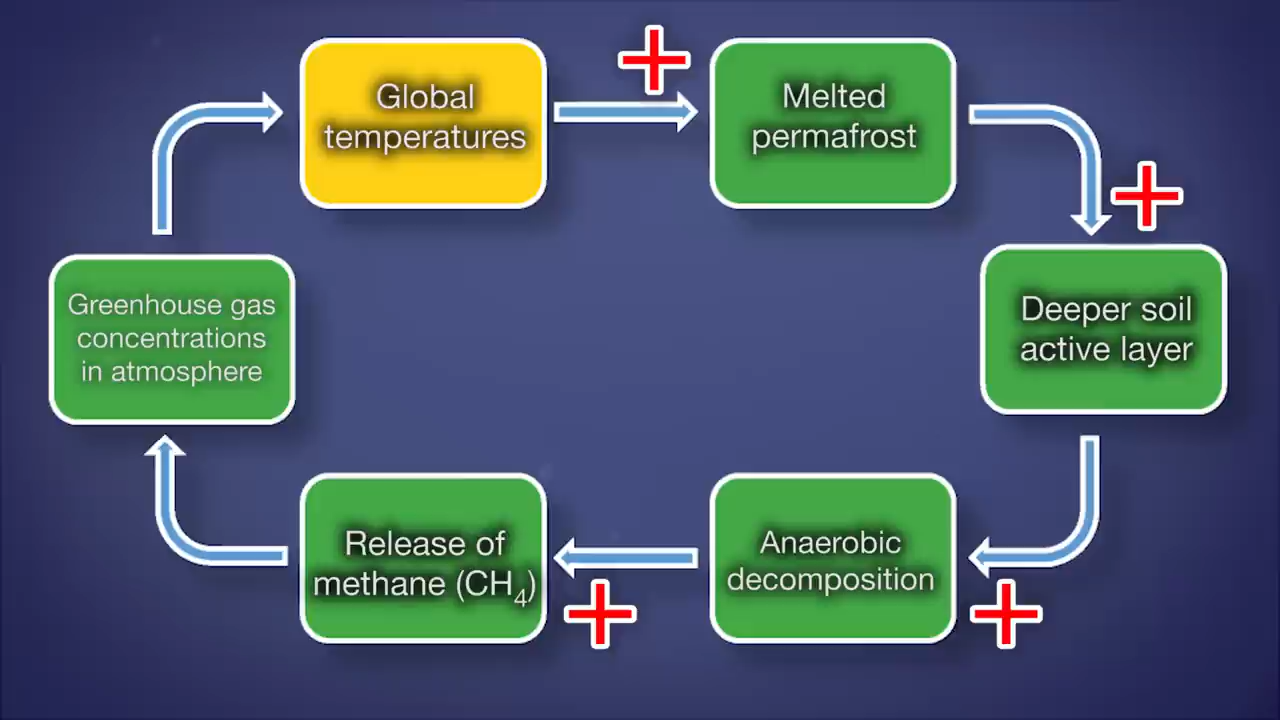 Global
temperatures
+
Melted
permafrost
+
Deeper soil
active layer
+
Anaerobic
decomposition
+
Release of
methane (CH₄)
Greenhouse gas
concentrations
in atmosphere